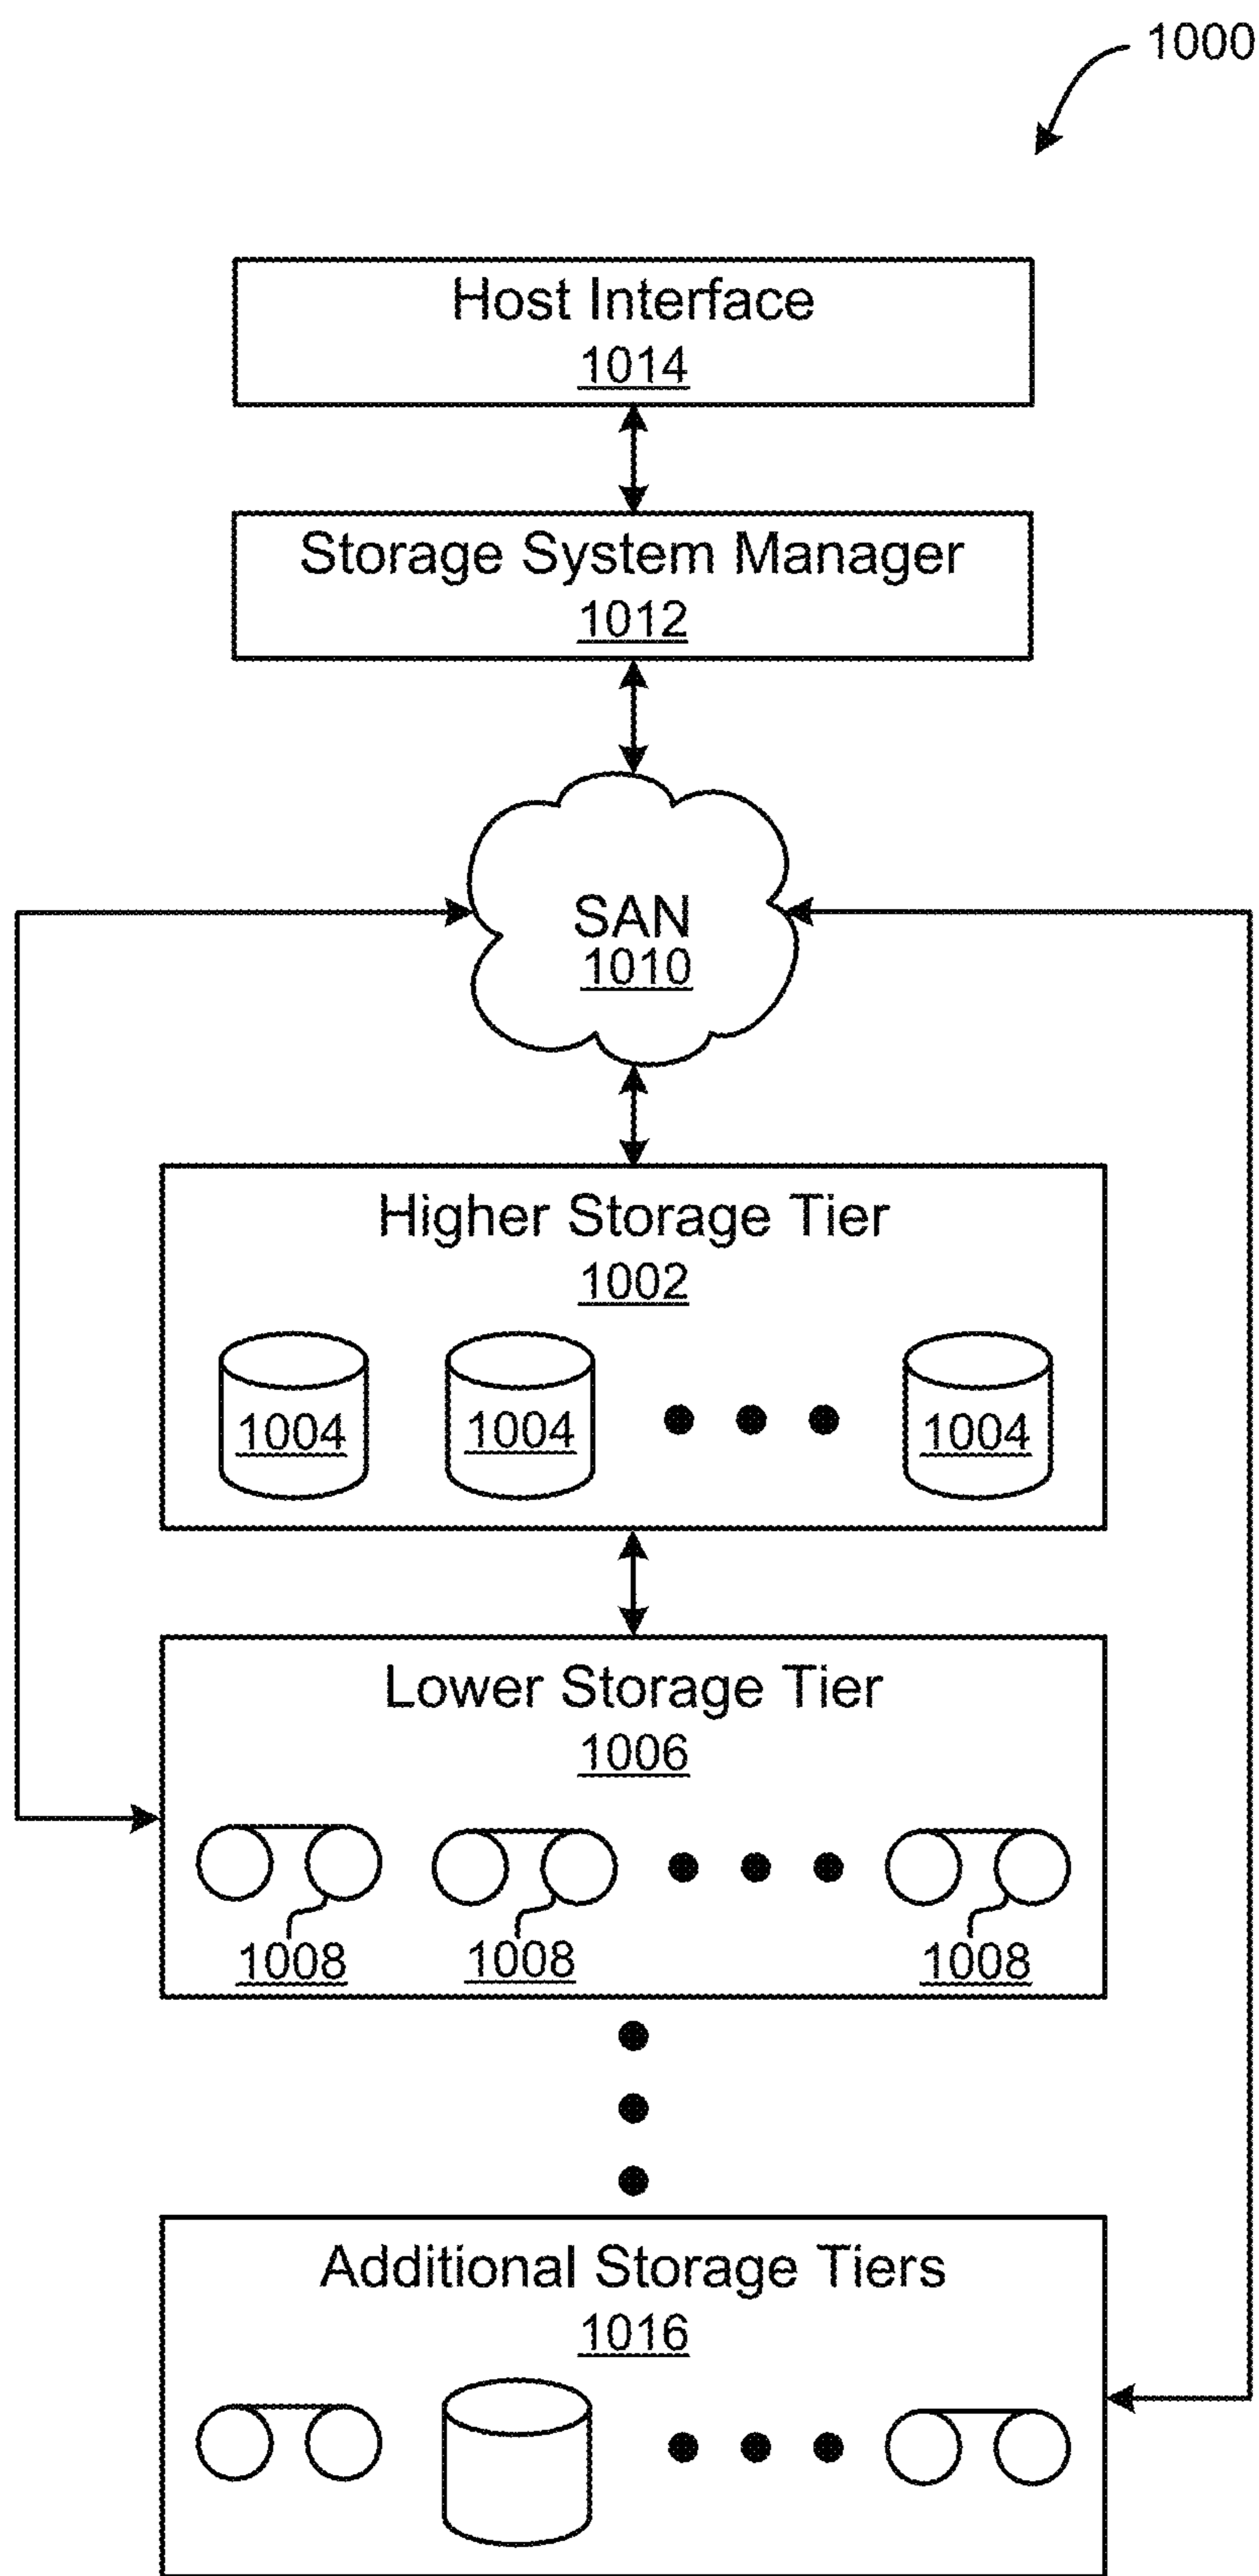 1000
Host Interface
1014
Storage System Manager
1012
SAN
1010
Higher Storage Tier
1002
1004 1004 1004
Lower Storage Tier
1006
1008 1008 1008
Additional Storage Tiers
1016